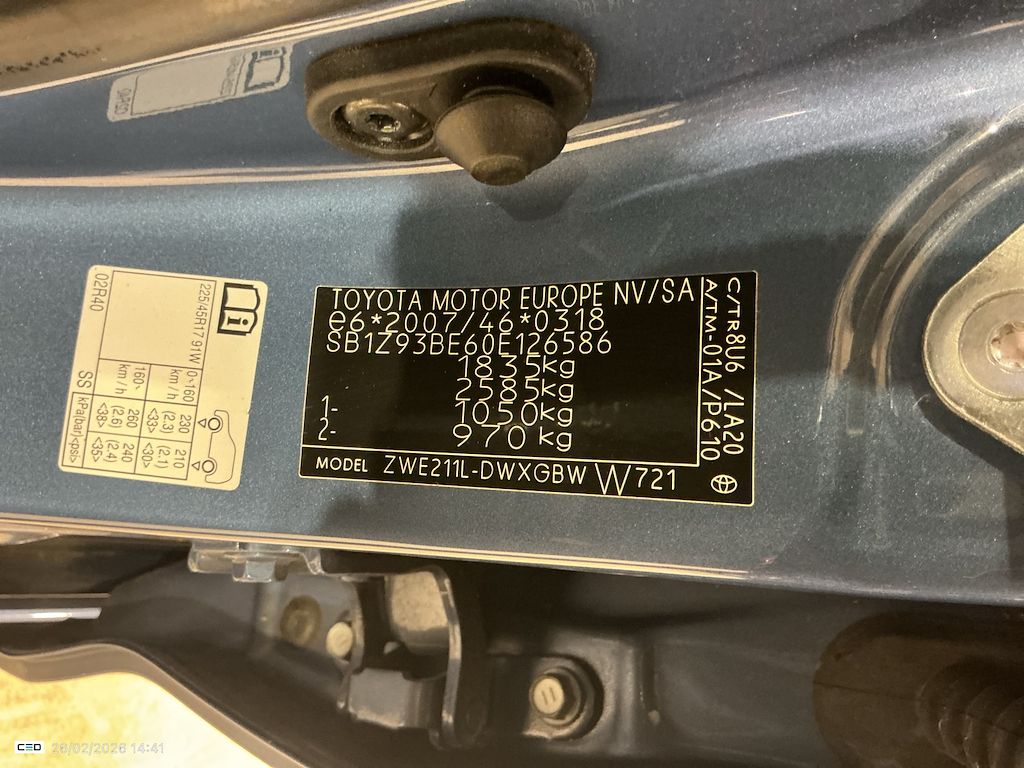 TOYOTA MOTOR EUROPE NV/SA
e6*2007/46*0318
SB1Z93BE60E126586
1835kg
2585kg
1- 1050kg
2- 970kg
MODEL ZWE211L-DWXGBW W721
C/TR8U6 /LA20
A/TM-01A/P610
02R40
225/45R17 91W
0~160 km/h
230 (2.3) <33>
210 (2.1) <30>
160~ km/h
260 (2.6) <38>
240 (2.4) <35>
SS kPa(bar)<psi>
CEO 26/02/2026 14:41